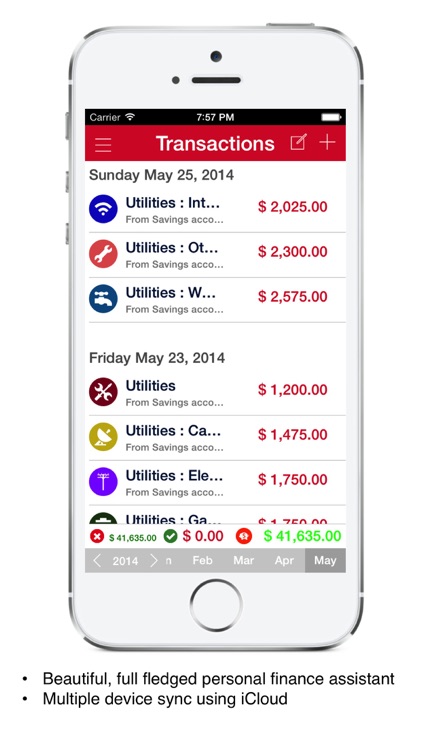 Carrier 7:57 PM
Transactions
Sunday May 25, 2014
Utilities : Int... $ 2,025.00
From Savings acco...
Utilities : Ot... $ 2,300.00
From Savings acco...
Utilities : W... $ 2,575.00
From Savings acco...
Friday May 23, 2014
Utilities $ 1,200.00
From Savings acco...
Utilities : Ca... $ 1,475.00
From Savings acco...
Utilities : Ele... $ 1,750.00
From Savings acco...
Utilities : Ga... $ 1,750.00
$ 41,635.00 $ 0.00 $ 41,635.00
2014 n Feb Mar Apr May
• Beautiful, full fledged personal finance assistant
• Multiple device sync using iCloud